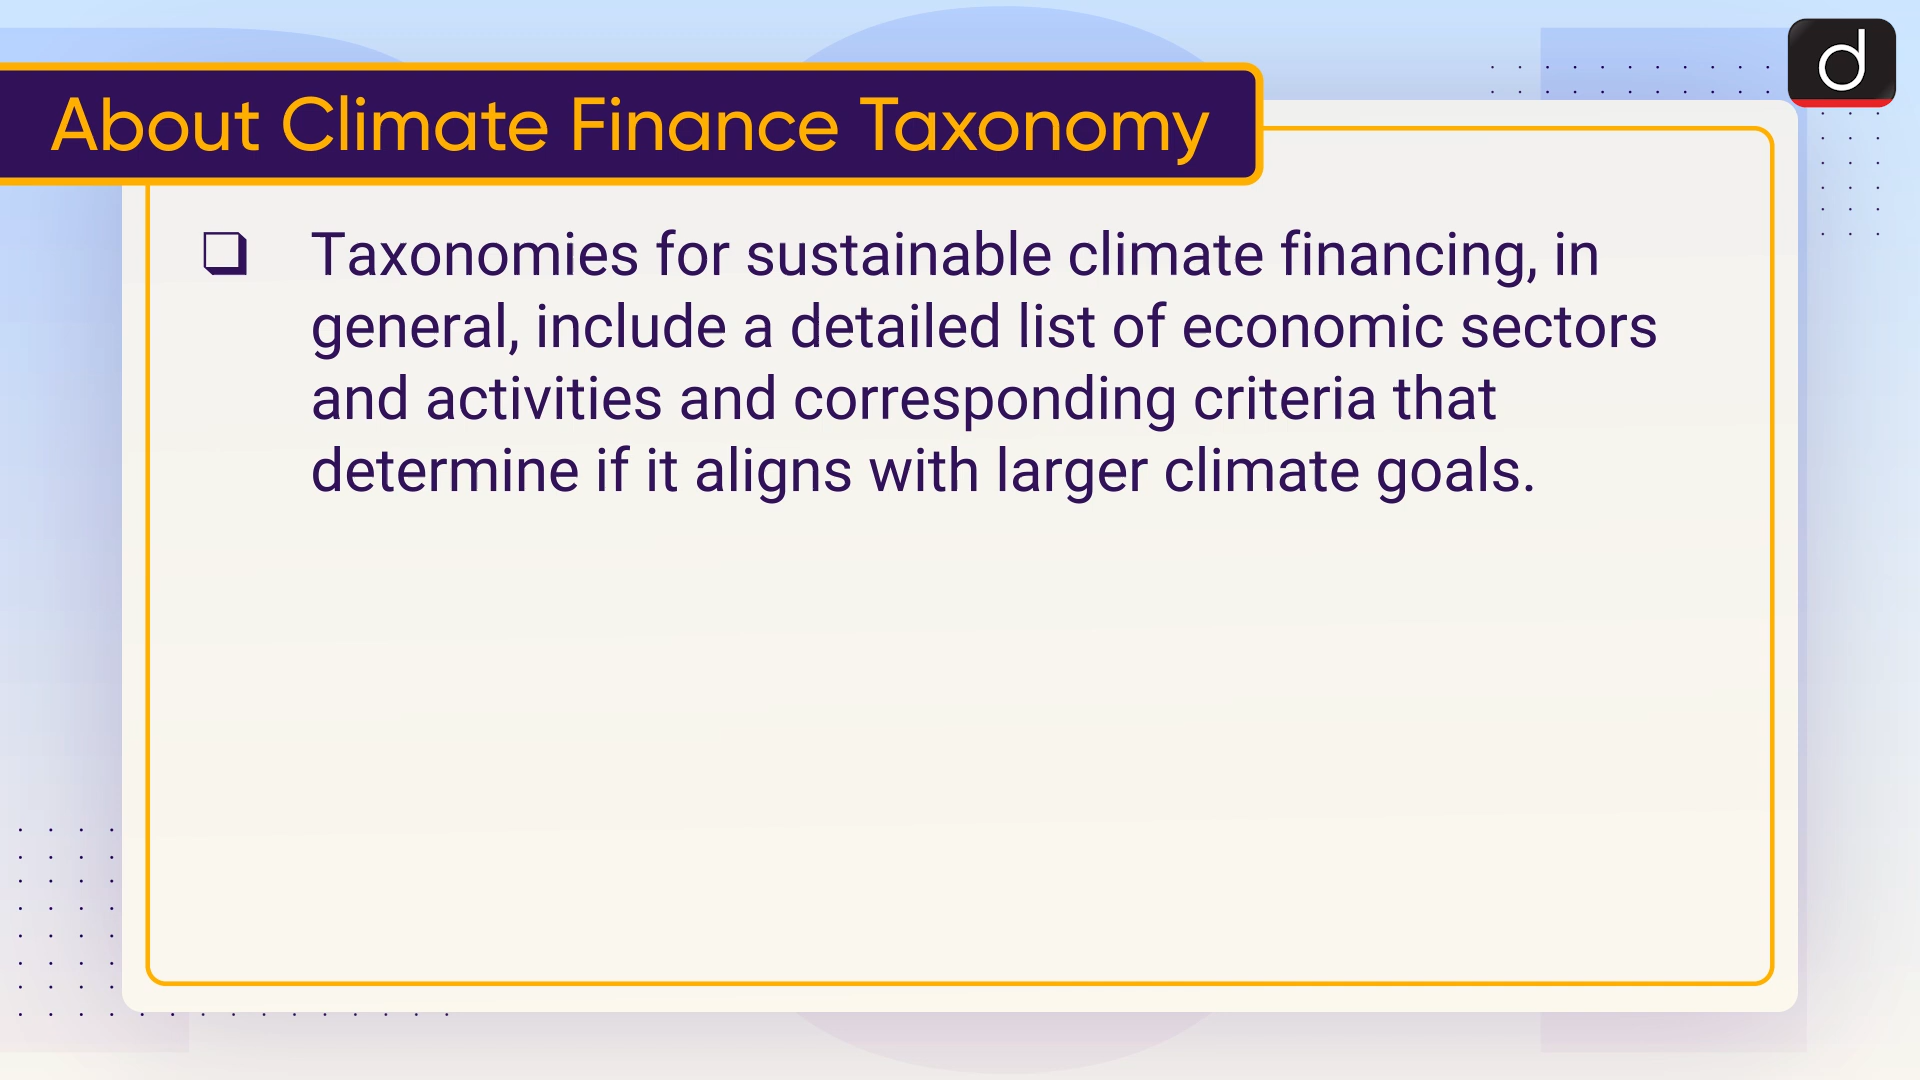 About Climate Finance Taxonomy
❑ Taxonomies for sustainable climate financing, in
general, include a detailed list of economic sectors
and activities and corresponding criteria that
determine if it aligns with larger climate goals.
d